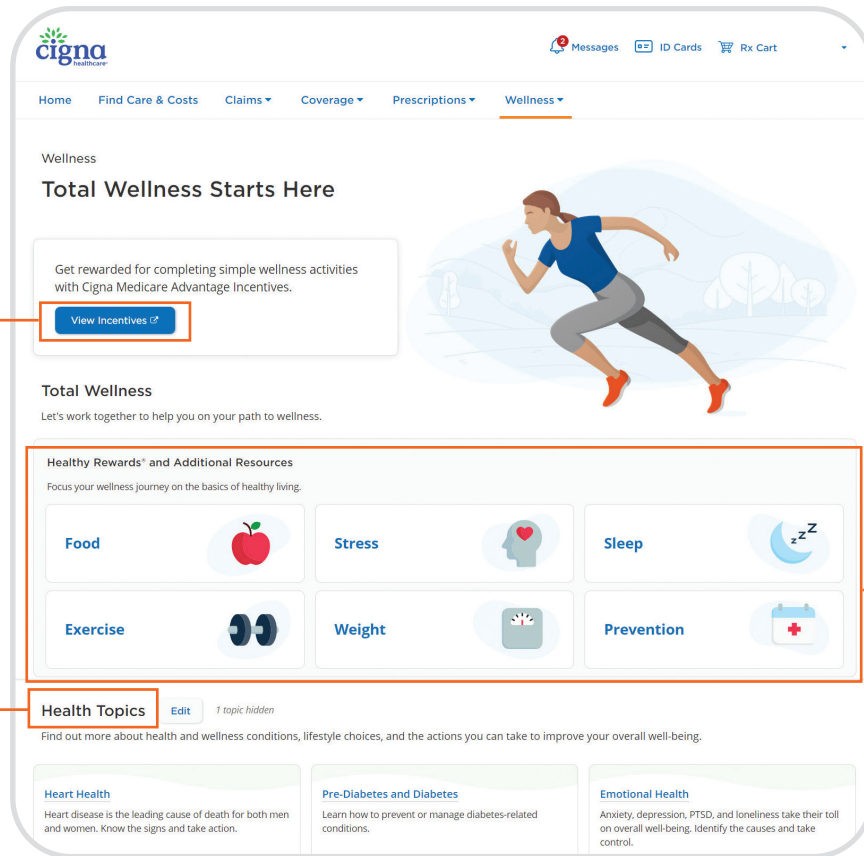 cigna
healthcare
2
Messages
ID Cards
Rx Cart
Home
Find Care & Costs
Claims
Coverage
Prescriptions
Wellness
Wellness
Total Wellness Starts Here
Get rewarded for completing simple wellness activities
with Cigna Medicare Advantage Incentives.
View Incentives
Total Wellness
Let's work together to help you on your path to wellness.
Healthy Rewards® and Additional Resources
Focus your wellness journey on the basics of healthy living.
Food
Stress
Sleep
z z Z
Exercise
Weight
Prevention
Health Topics
Edit
1 topic hidden
Find out more about health and wellness conditions, lifestyle choices, and the actions you can take to improve your overall well-being.
Heart Health
Heart disease is the leading cause of death for both men
and women. Know the signs and take action.
Pre-Diabetes and Diabetes
Learn how to prevent or manage diabetes-related
conditions.
Emotional Health
Anxiety, depression, PTSD, and loneliness take their toll
on overall well-being. Identify the causes and take
control.